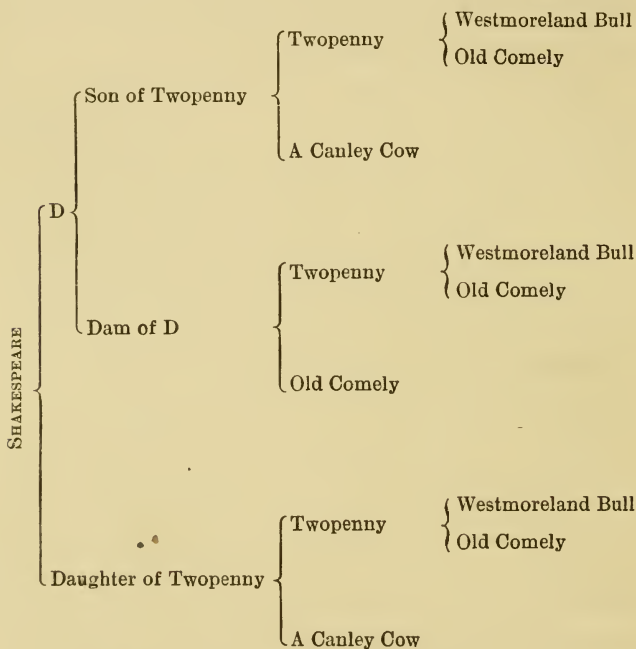 Twopenny
Westmoreland Bull
Old Comely
Son of Twopenny
A Canley Cow
D
Twopenny
Westmoreland Bull
Old Comely
Dam of D
Old Comely
SHAKESPEARE
Twopenny
Westmoreland Bull
Old Comely
Daughter of Twopenny
A Canley Cow